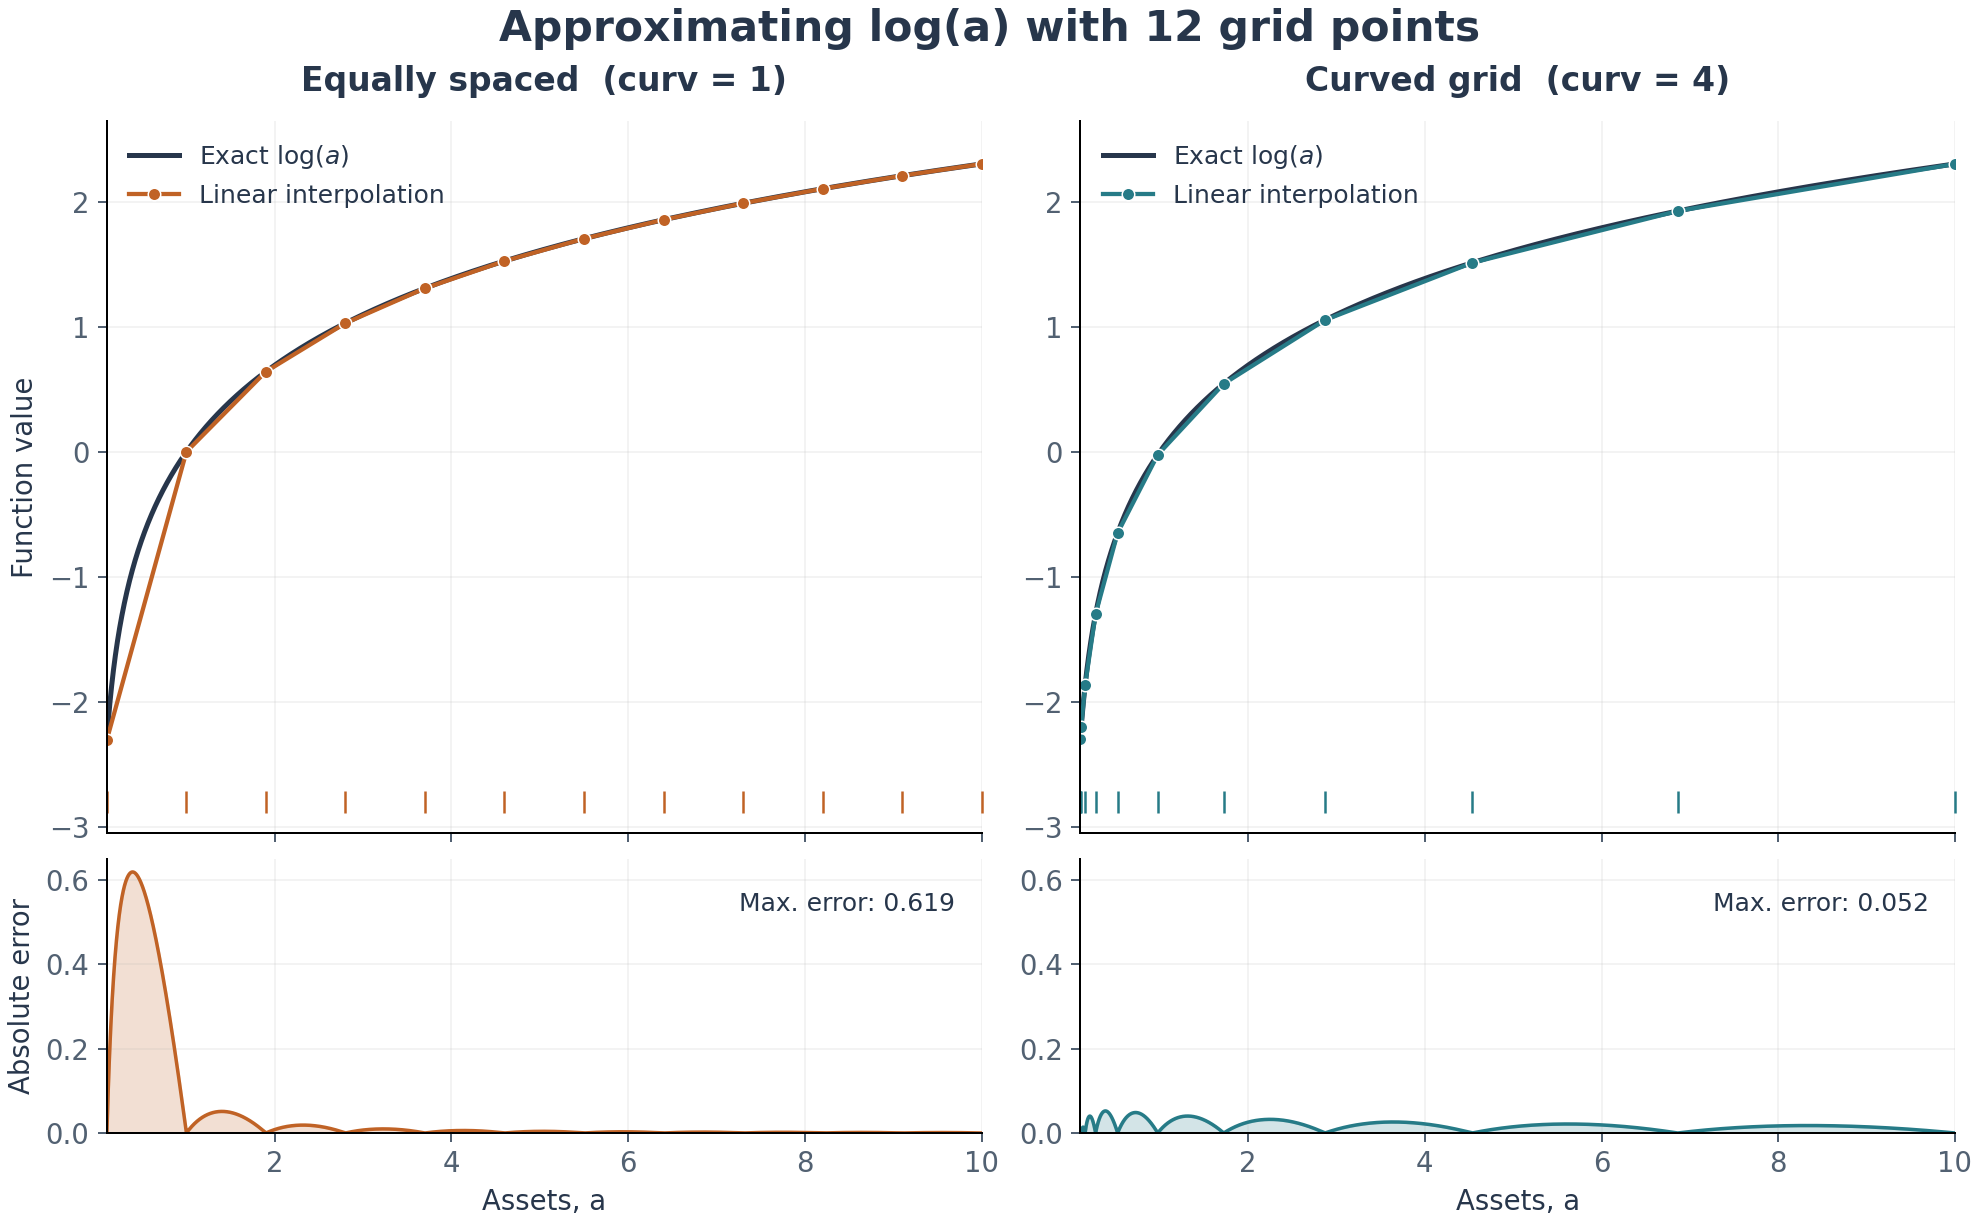 Approximating log(a) with 12 grid points
Equally spaced  (curv = 1)
Exact log(a)
Linear interpolation
Function value
2
1
0
−1
−2
−3
Curved grid  (curv = 4)
Exact log(a)
Linear interpolation
2
1
0
−1
−2
−3
Absolute error
0.6
0.4
0.2
0.0
Max. error: 0.619
2 4 6 8 10
Assets, a
0.6
0.4
0.2
0.0
Max. error: 0.052
2 4 6 8 10
Assets, a